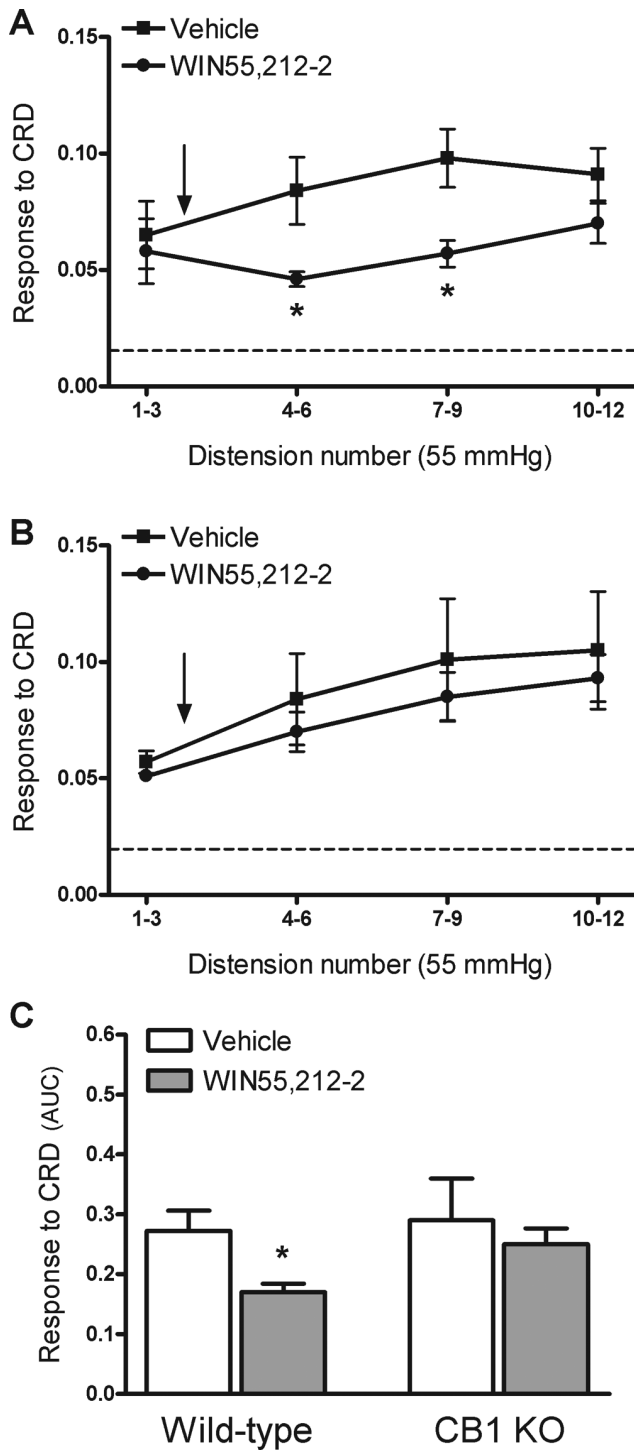 A
Vehicle
WIN55,212-2
Response to CRD
0.15
0.10
0.05
0.00
*
*
1-3
4-6
7-9
10-12
Distension number (55 mmHg)
B
Vehicle
WIN55,212-2
Response to CRD
0.15
0.10
0.05
0.00
1-3
4-6
7-9
10-12
Distension number (55 mmHg)
C
Vehicle
WIN55,212-2
Response to CRD (AUC)
0.6
0.5
0.4
0.3
0.2
0.1
0.0
*
Wild-type
CB1 KO